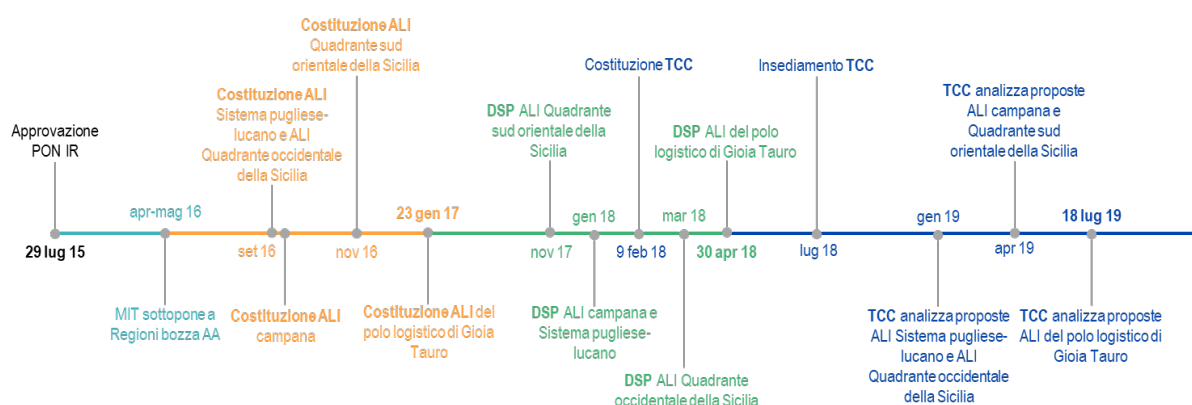 Costituzione ALI
Quadrante sud
orientale della Sicilia
Costituzione TCC
Insediamento TCC
Costituzione ALI
Sistema pugliese-
lucano e ALI
Quadrante occidentale
della Sicilia
DSP ALI Quadrante
sud orientale della
Sicilia
TCC analizza proposte
ALI campana e
Quadrante sud
orientale della Sicilia
Approvazione
PON IR
DSP ALI del polo
logistico di Gioia Tauro
apr-mag 16
23 gen 17
gen 18
mar 18
gen 19
18 lug 19
29 lug 15
set 16
nov 16
nov 17
9 feb 18
30 apr 18
lug 18
apr 19
MIT sottopone a
Regioni bozza AA
Costituzione ALI
campana
Costituzione ALI del
polo logistico di Gioia
Tauro
DSP ALI campana e
Sistema pugliese-
lucano
DSP ALI Quadrante
occidentale della Sicilia
TCC analizza proposte
ALI Sistema pugliese-
lucano e ALI
Quadrante occidentale
della Sicilia
TCC analizza proposte
ALI del polo logistico di
Gioia Tauro